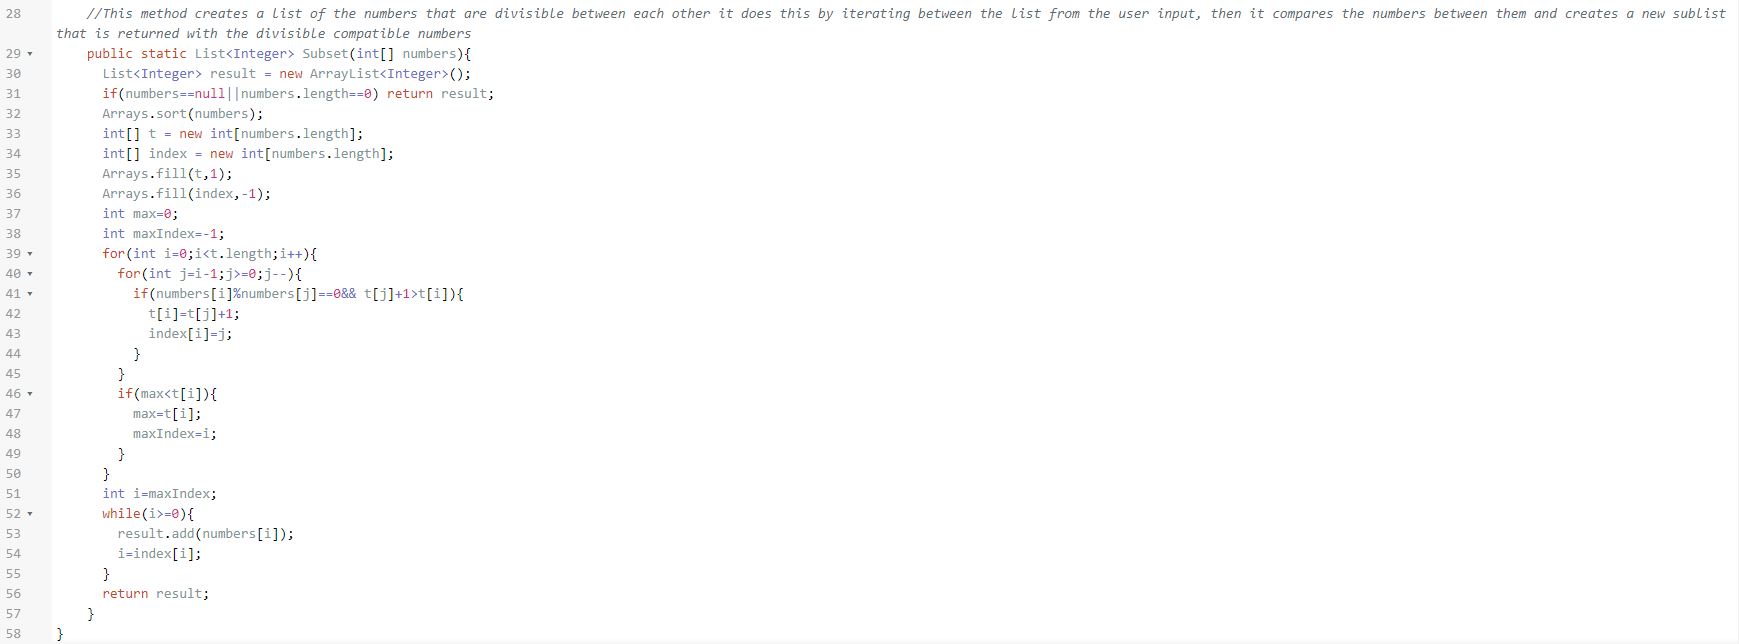 28 //This method creates a list of the numbers that are divisible between each other it does this by iterating between the list from the user input, then it compares the numbers between them and creates a new sublist
that is returned with the divisible compatible numbers
29 public static List<Integer> Subset(int[] numbers){
30 List<Integer> result = new ArrayList<Integer>();
31 if(numbers==null||numbers.length==0) return result;
32 Arrays.sort(numbers);
33 int[] t = new int[numbers.length];
34 int[] index = new int[numbers.length];
35 Arrays.fill(t,1);
36 Arrays.fill(index,-1);
37 int max=0;
38 int maxIndex=-1;
39 for(int i=0;i<t.length;i++){
40 for(int j=i-1;j>=0;j--){
41 if(numbers[i]%numbers[j]==0&& t[j]+1>t[i]){
42 t[i]=t[j]+1;
43 index[i]=j;
44 }
45 }
46 if(max<t[i]){
47 max=t[i];
48 maxIndex=i;
49 }
50 }
51 int i=maxIndex;
52 while(i>=0){
53 result.add(numbers[i]);
54 i=index[i];
55 }
56 return result;
57 }
58 }